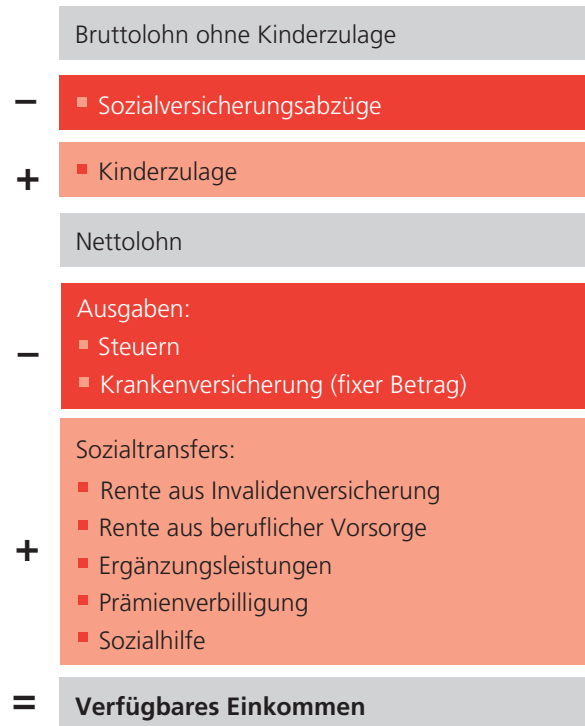 Bruttolohn ohne Kinderzulage
– ▪ Sozialversicherungsabzüge
+ ▪ Kinderzulage
Nettolohn
Ausgaben:
– ▪ Steuern
▪ Krankenversicherung (fixer Betrag)
Sozialtransfers:
▪ Rente aus Invalidenversicherung
▪ Rente aus beruflicher Vorsorge
+ ▪ Ergänzungsleistungen
▪ Prämienverbilligung
▪ Sozialhilfe
= Verfügbares Einkommen